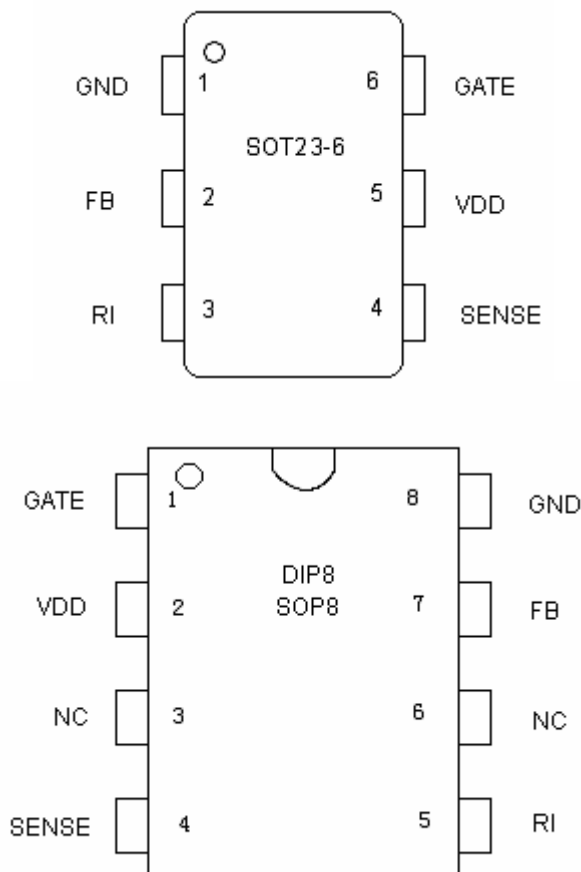 GND 1 6 GATE
SOT23-6
FB 2 5 VDD
RI 3 4 SENSE
GATE 1 8 GND
DIP8
SOP8
VDD 2 7 FB
NC 3 6 NC
SENSE 4 5 RI